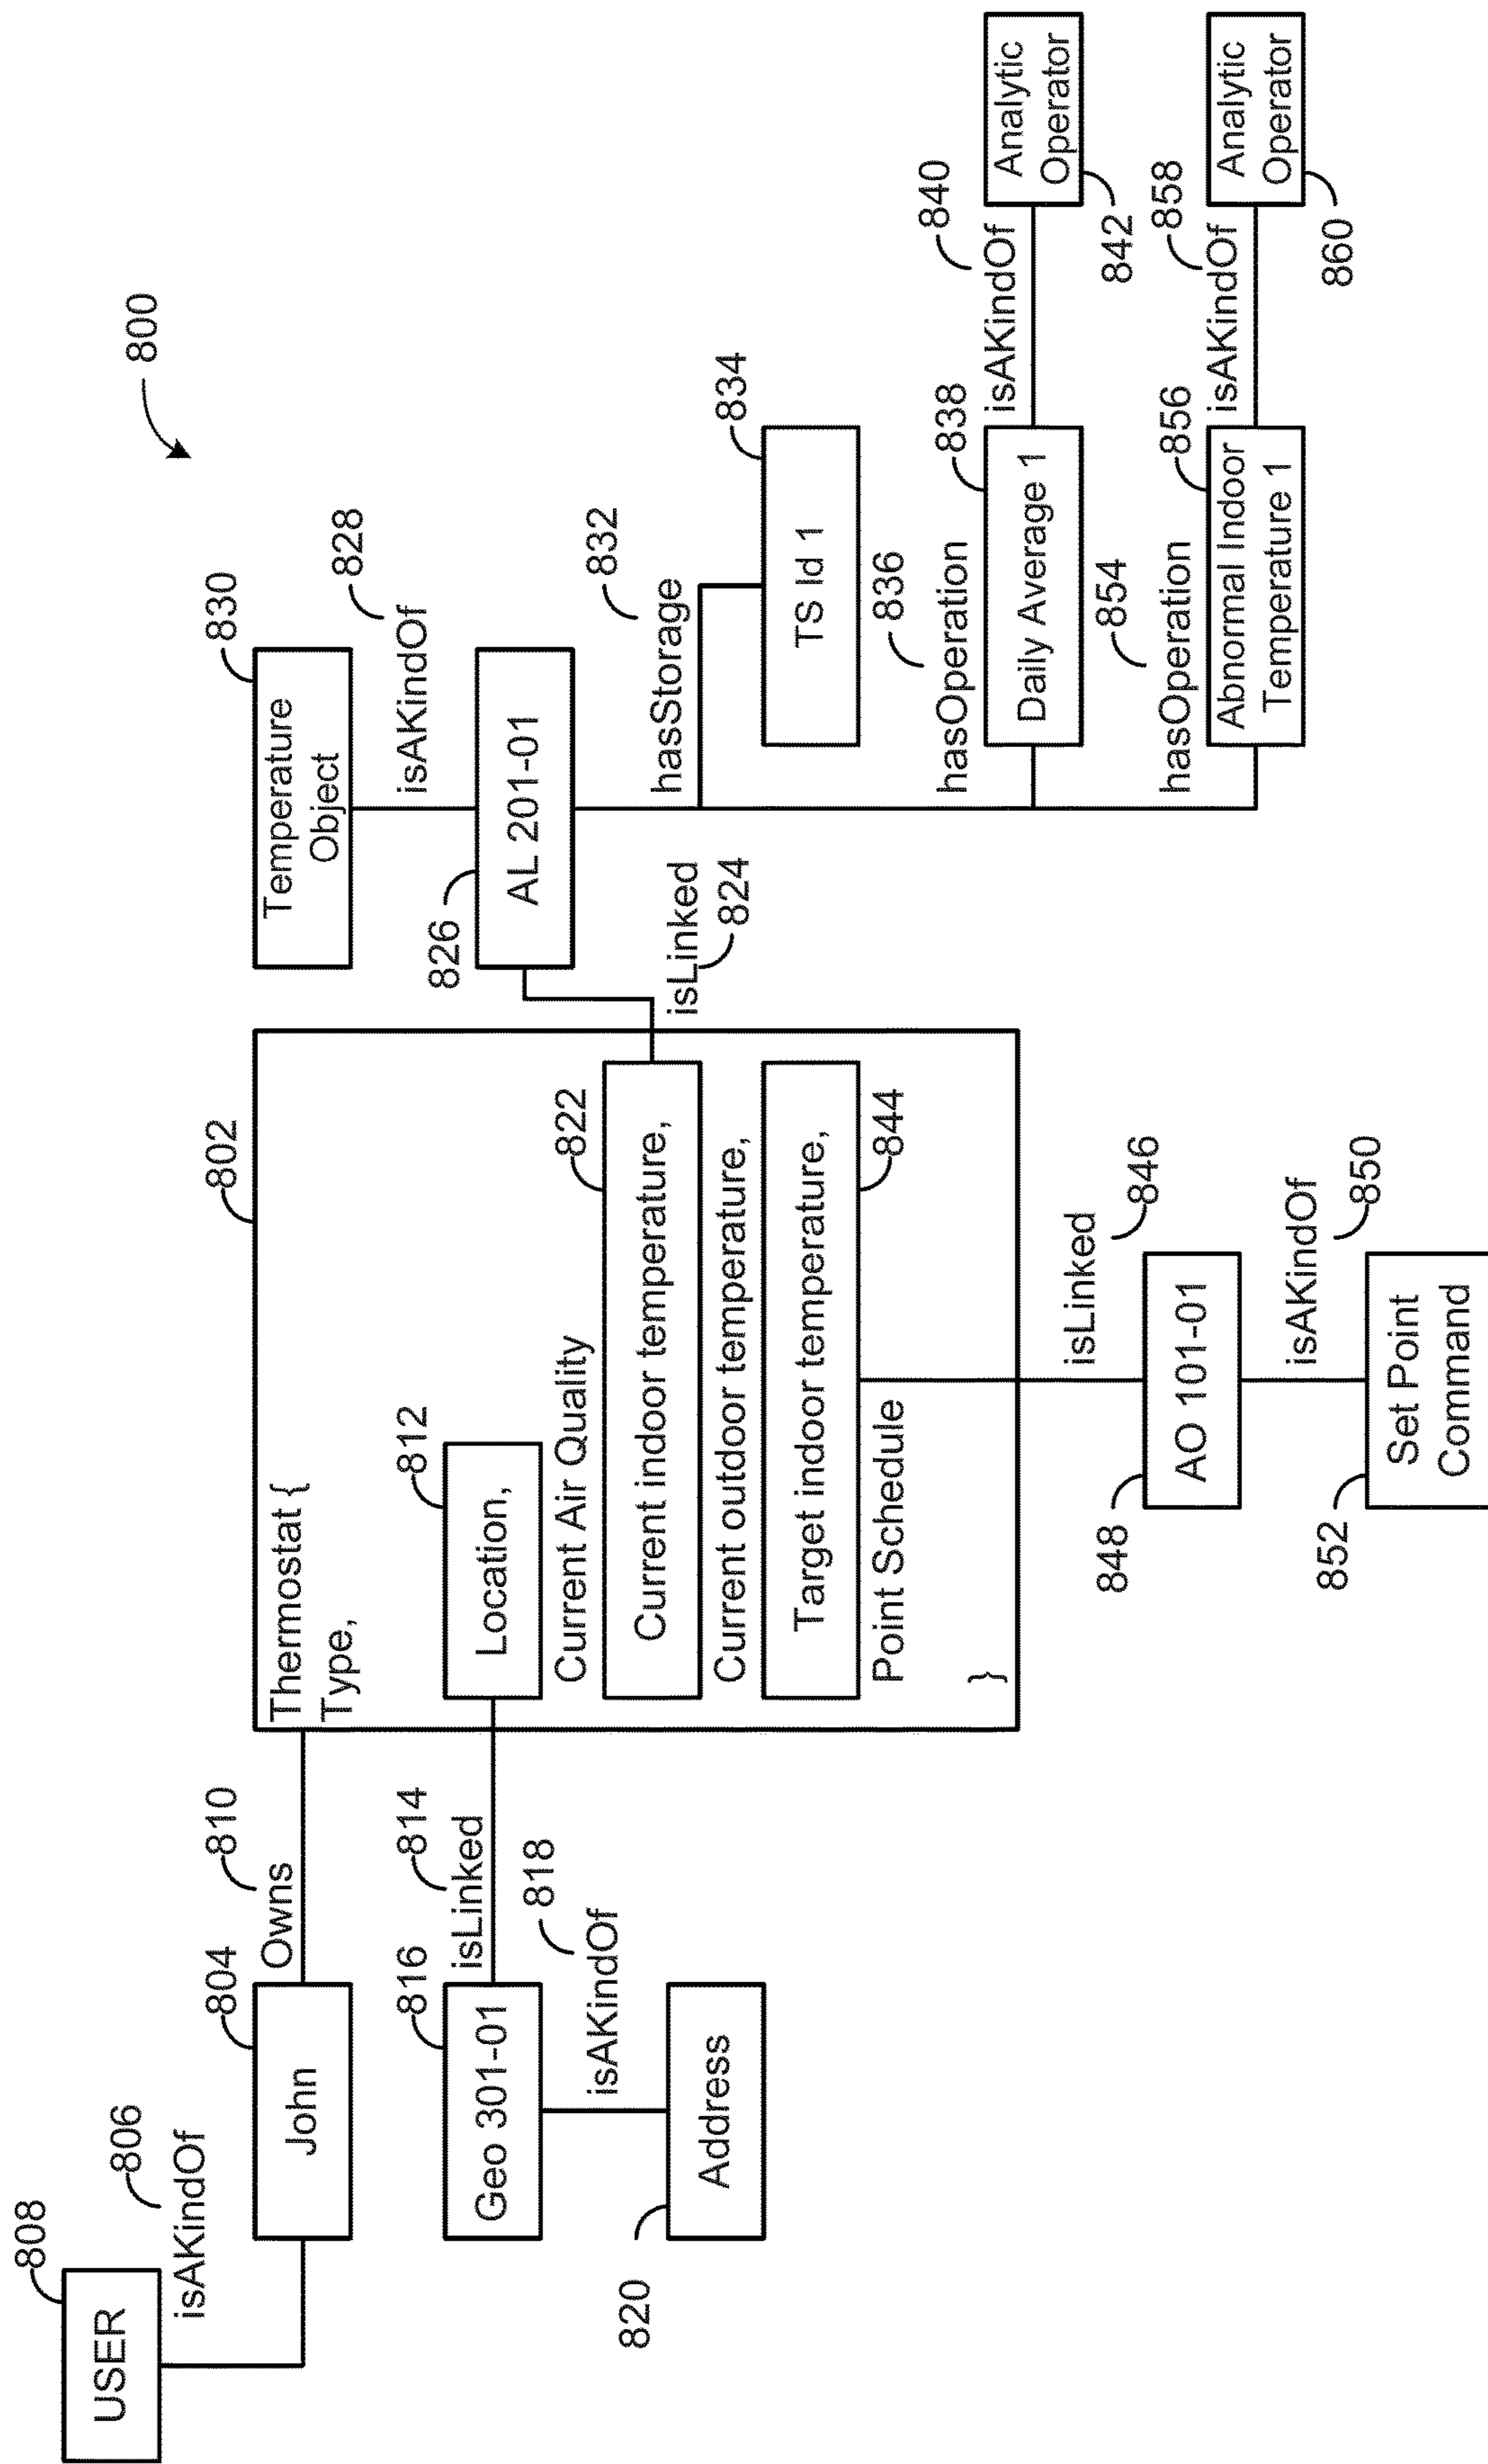 800
USER
808
isAKindOf
806
John
804
Owns
810
802
Thermostat {
Type,
Location,
812
Geo 301-01
816
isLinked
814
isAKindOf
818
Address
820
Current Air Quality
Current indoor temperature,
822
Current outdoor temperature,
Target indoor temperature,
844
Point Schedule
}
isLinked
824
AL 201-01
826
isAKindOf
828
Temperature
Object
830
hasStorage
832
TS Id 1
834
hasOperation
836
Daily Average 1
838
isAKindOf
840
Analytic
Operator
842
hasOperation
854
Abnormal Indoor
Temperature 1
856
isAKindOf
858
Analytic
Operator
860
isLinked
846
AO 101-01
848
isAKindOf
850
Set Point
Command
852